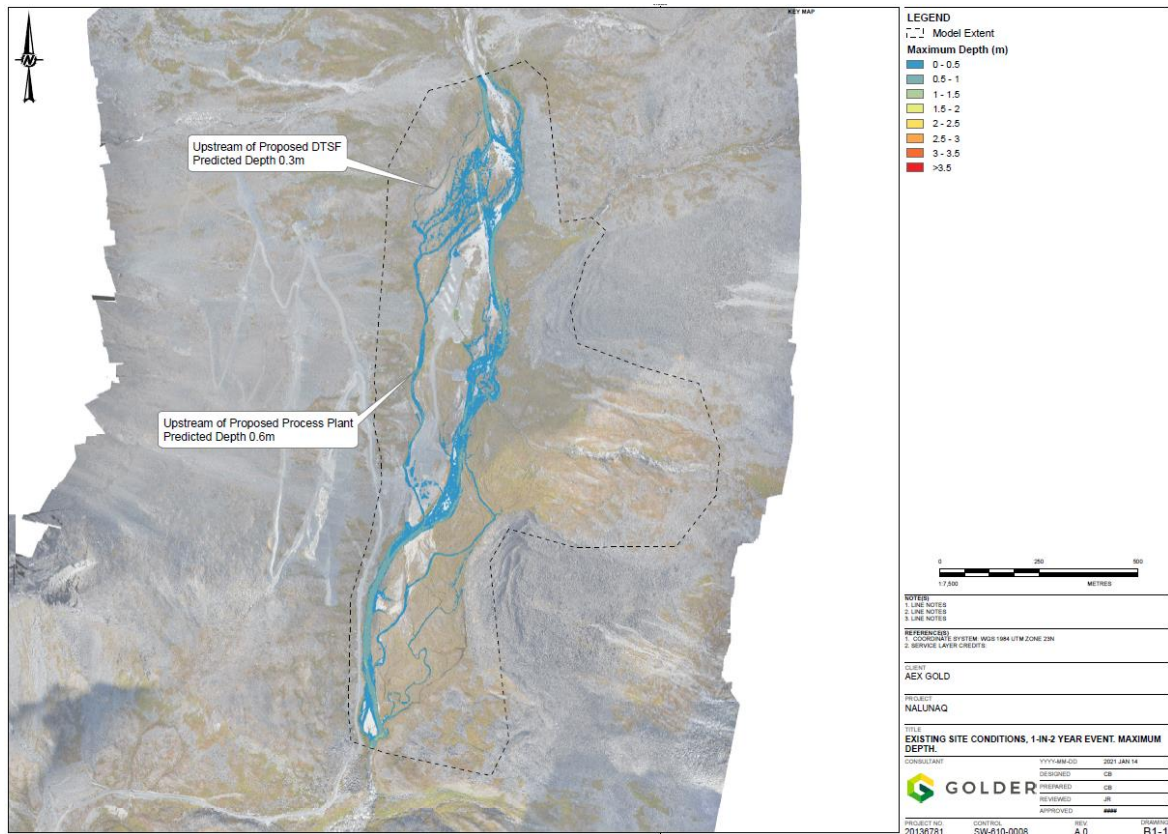 KEY MAP
N
Upstream of Proposed DTSF
Predicted Depth 0.3m
Upstream of Proposed Process Plant
Predicted Depth 0.6m
LEGEND
Model Extent
Maximum Depth (m)
0 - 0.5
0.5 - 1
1 - 1.5
1.5 - 2
2 - 2.5
2.5 - 3
3 - 3.5
>3.5
0 250 500
1:7,500 METRES
NOTE(S)
1. LINE NOTES
2. LINE NOTES
3. LINE NOTES
REFERENCE(S)
1. COORDINATE SYSTEM: WGS 1984 UTM ZONE 23N
2. SERVICE LAYER CREDITS:
CLIENT
AEX GOLD
PROJECT
NALUNAQ
TITLE
EXISTING SITE CONDITIONS, 1-IN-2 YEAR EVENT. MAXIMUM
DEPTH.
CONSULTANT
GOLDER
YYYY-MM-DD 2021 JAN 14
DESIGNED CB
PREPARED CB
REVIEWED JR
APPROVED ####
PROJECT NO. CONTROL REV. DRAWING
20136781 SW-610-0008 A.0 B1-1